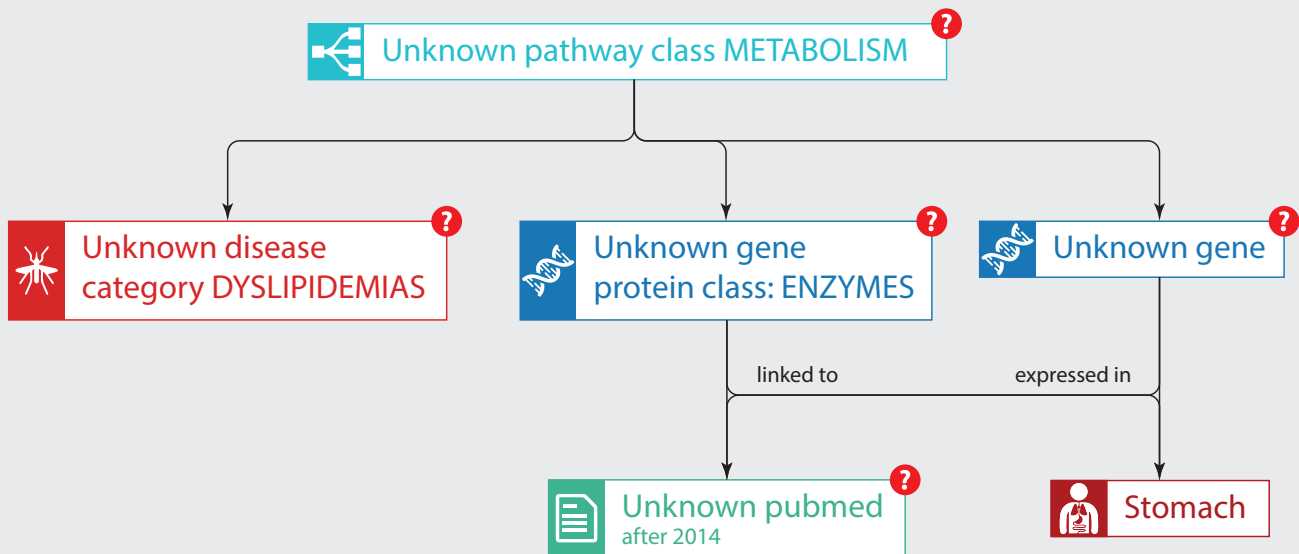 ?
Unknown pathway class METABOLISM
?
Unknown disease
category DYSLIPIDEMIAS
?
Unknown gene
protein class: ENZYMES
?
Unknown gene
linked to
expressed in
?
Unknown pubmed
after 2014
Stomach